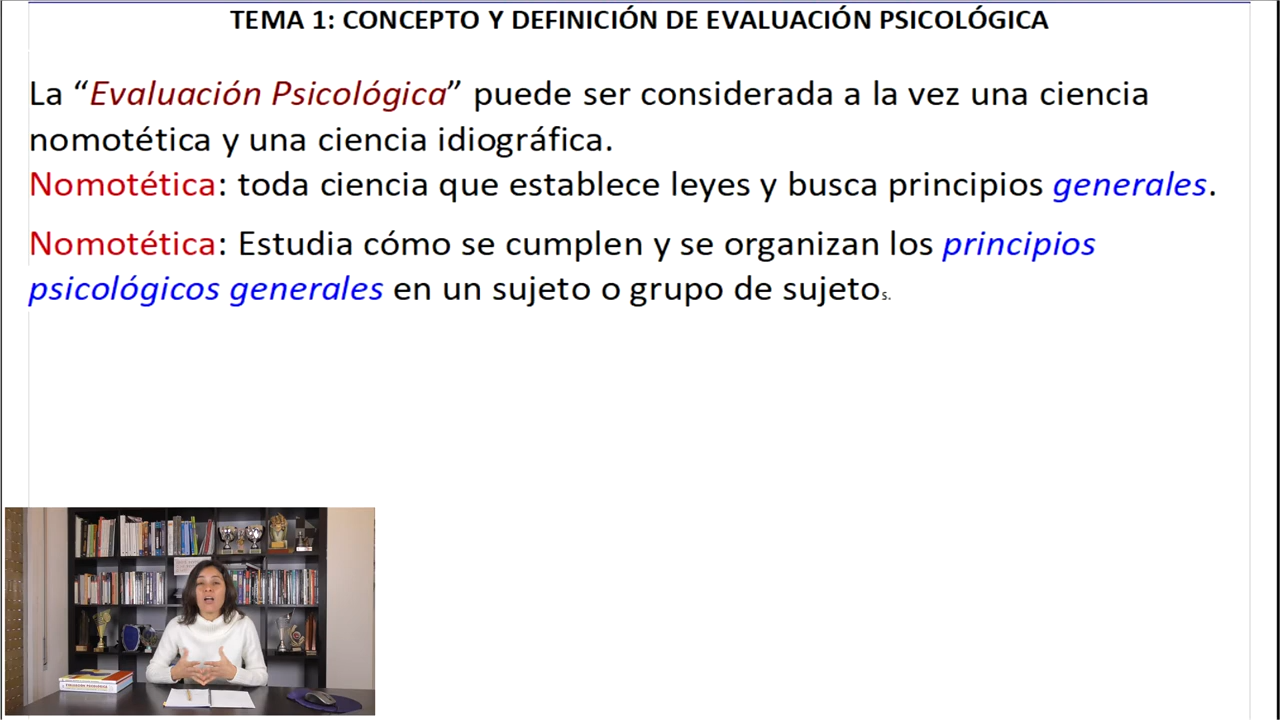 TEMA 1: CONCEPTO Y DEFINICIÓN DE EVALUACIÓN PSICOLÓGICA
La “Evaluación Psicológica” puede ser considerada a la vez una ciencia
nomotética y una ciencia idiográfica.
Nomotética: toda ciencia que establece leyes y busca principios generales.
Nomotética: Estudia cómo se cumplen y se organizan los principios
psicológicos generales en un sujeto o grupo de sujetos.
EVALUACIÓN PSICOLÓGICA